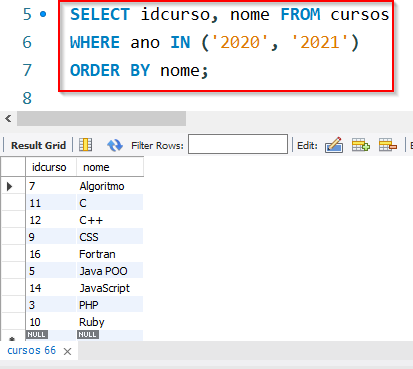 5 SELECT idcurso, nome FROM cursos
6 WHERE ano IN ('2020', '2021')
7 ORDER BY nome;
8
Result Grid Filter Rows: Edit:
idcurso nome
7 Algoritmo
11 C
12 C++
9 CSS
16 Fortran
5 Java POO
14 JavaScript
3 PHP
10 Ruby
NULL NULL
cursos 66